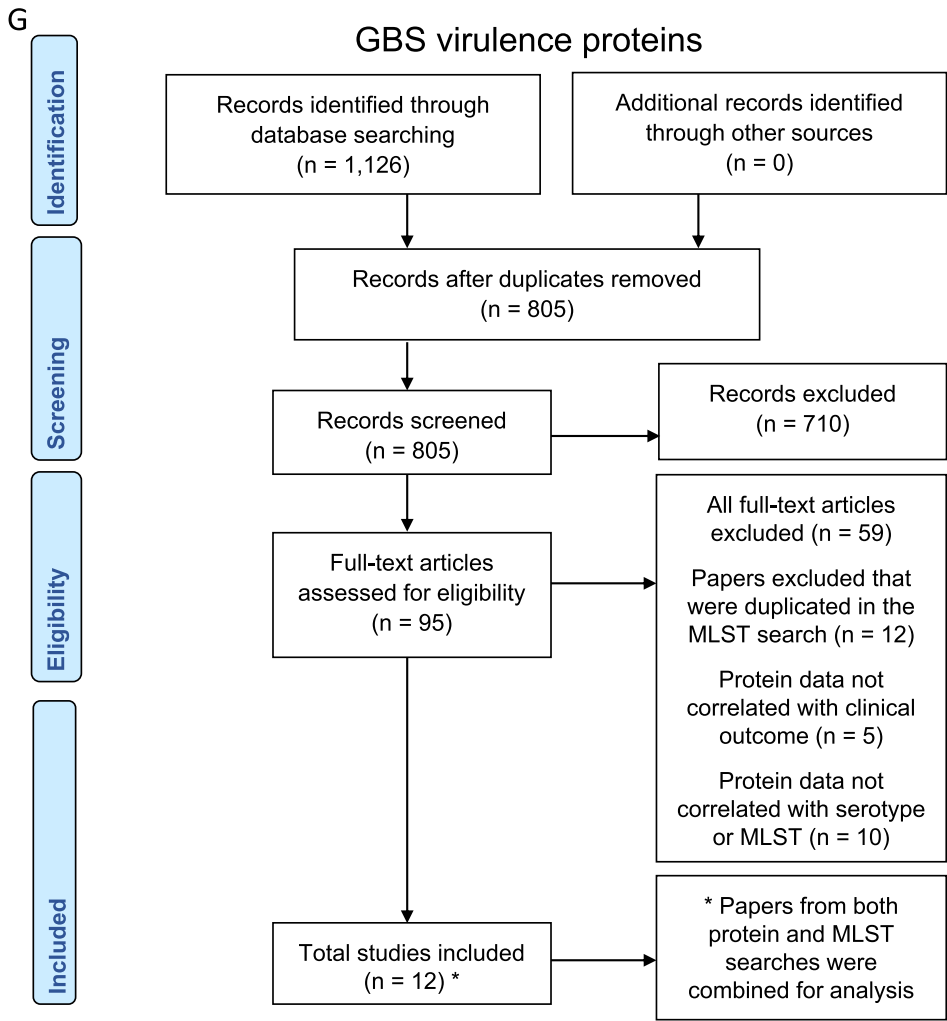 G
GBS virulence proteins
Identification
Records identified through
database searching
(n = 1,126)
Additional records identified
through other sources
(n = 0)
Records after duplicates removed
(n = 805)
Screening
Records screened
(n = 805)
Records excluded
(n = 710)
Eligibility
Full-text articles
assessed for eligibility
(n = 95)
All full-text articles
excluded (n = 59)
Papers excluded that
were duplicated in the
MLST search (n = 12)
Protein data not
correlated with clinical
outcome (n = 5)
Protein data not
correlated with serotype
or MLST (n = 10)
Included
Total studies included
(n = 12) *
* Papers from both
protein and MLST
searches were
combined for analysis